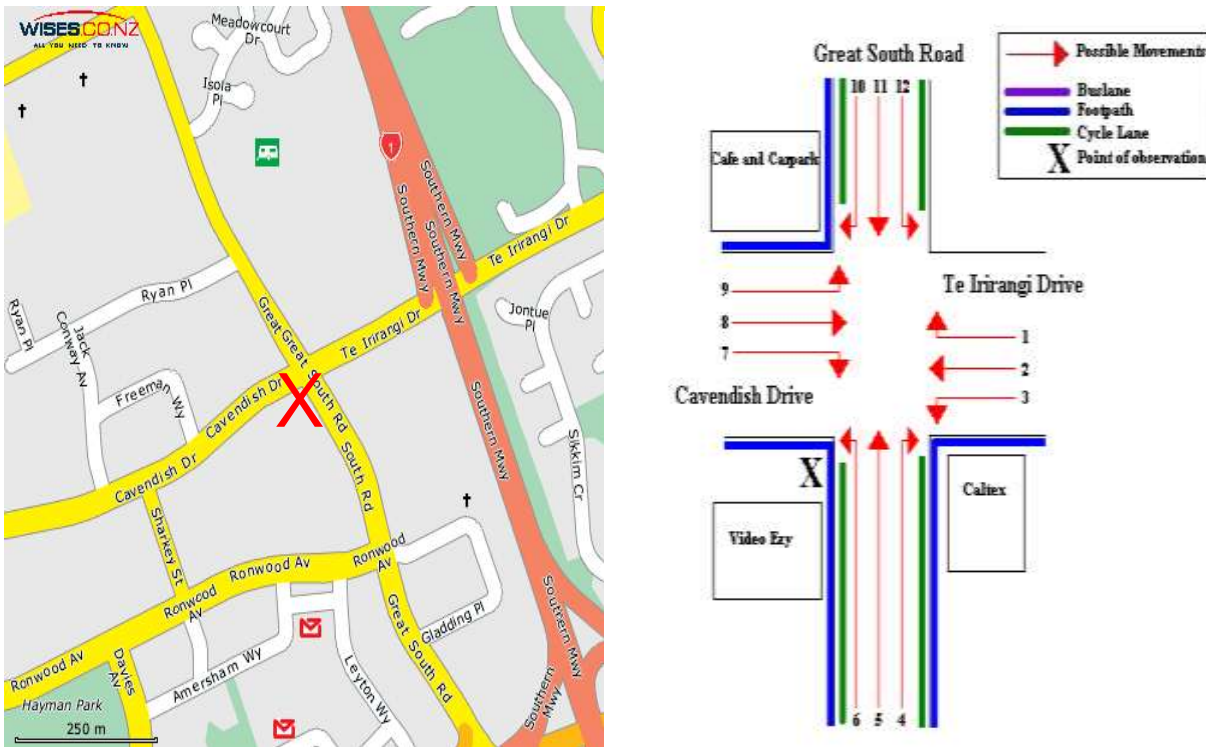 WISES.CO.NZ
ALL YOU NEED TO KNOW
Meadowcourt
Dr
Isola
Pl
1
Southern Mwy
Southern Mwy
Southern Mwy
Southern Mwy
Te Irirangi Dr
Ryan Pl
Ryan Pl
Jack
Conway Av
Great South Rd
Great South Rd
Te Irirangi Dr
Jontue
Pl
Freeman Wy
Cavendish Dr
X
Cavendish Dr
Southern Mwy
Sikkim Cr
Sharkey St
Ronwood Av
Ronwood
Av
Ronwood
Av
Gladding Pl
Great South Rd
Ronwood Av
Davies
Av
Amersham Wy
Leyton Wy
Southern Mwy
Southern
Mwy
Hayman Park
250 m
Great South Road
10 11 12
Possible Movements
Buslane
Footpath
Cycle Lane
X Point of observation
Cafe and Carpark
Te Irirangi Drive
9
8
7
1
2
3
Cavendish Drive
X
Video Ezy
Caltex
6 5 4